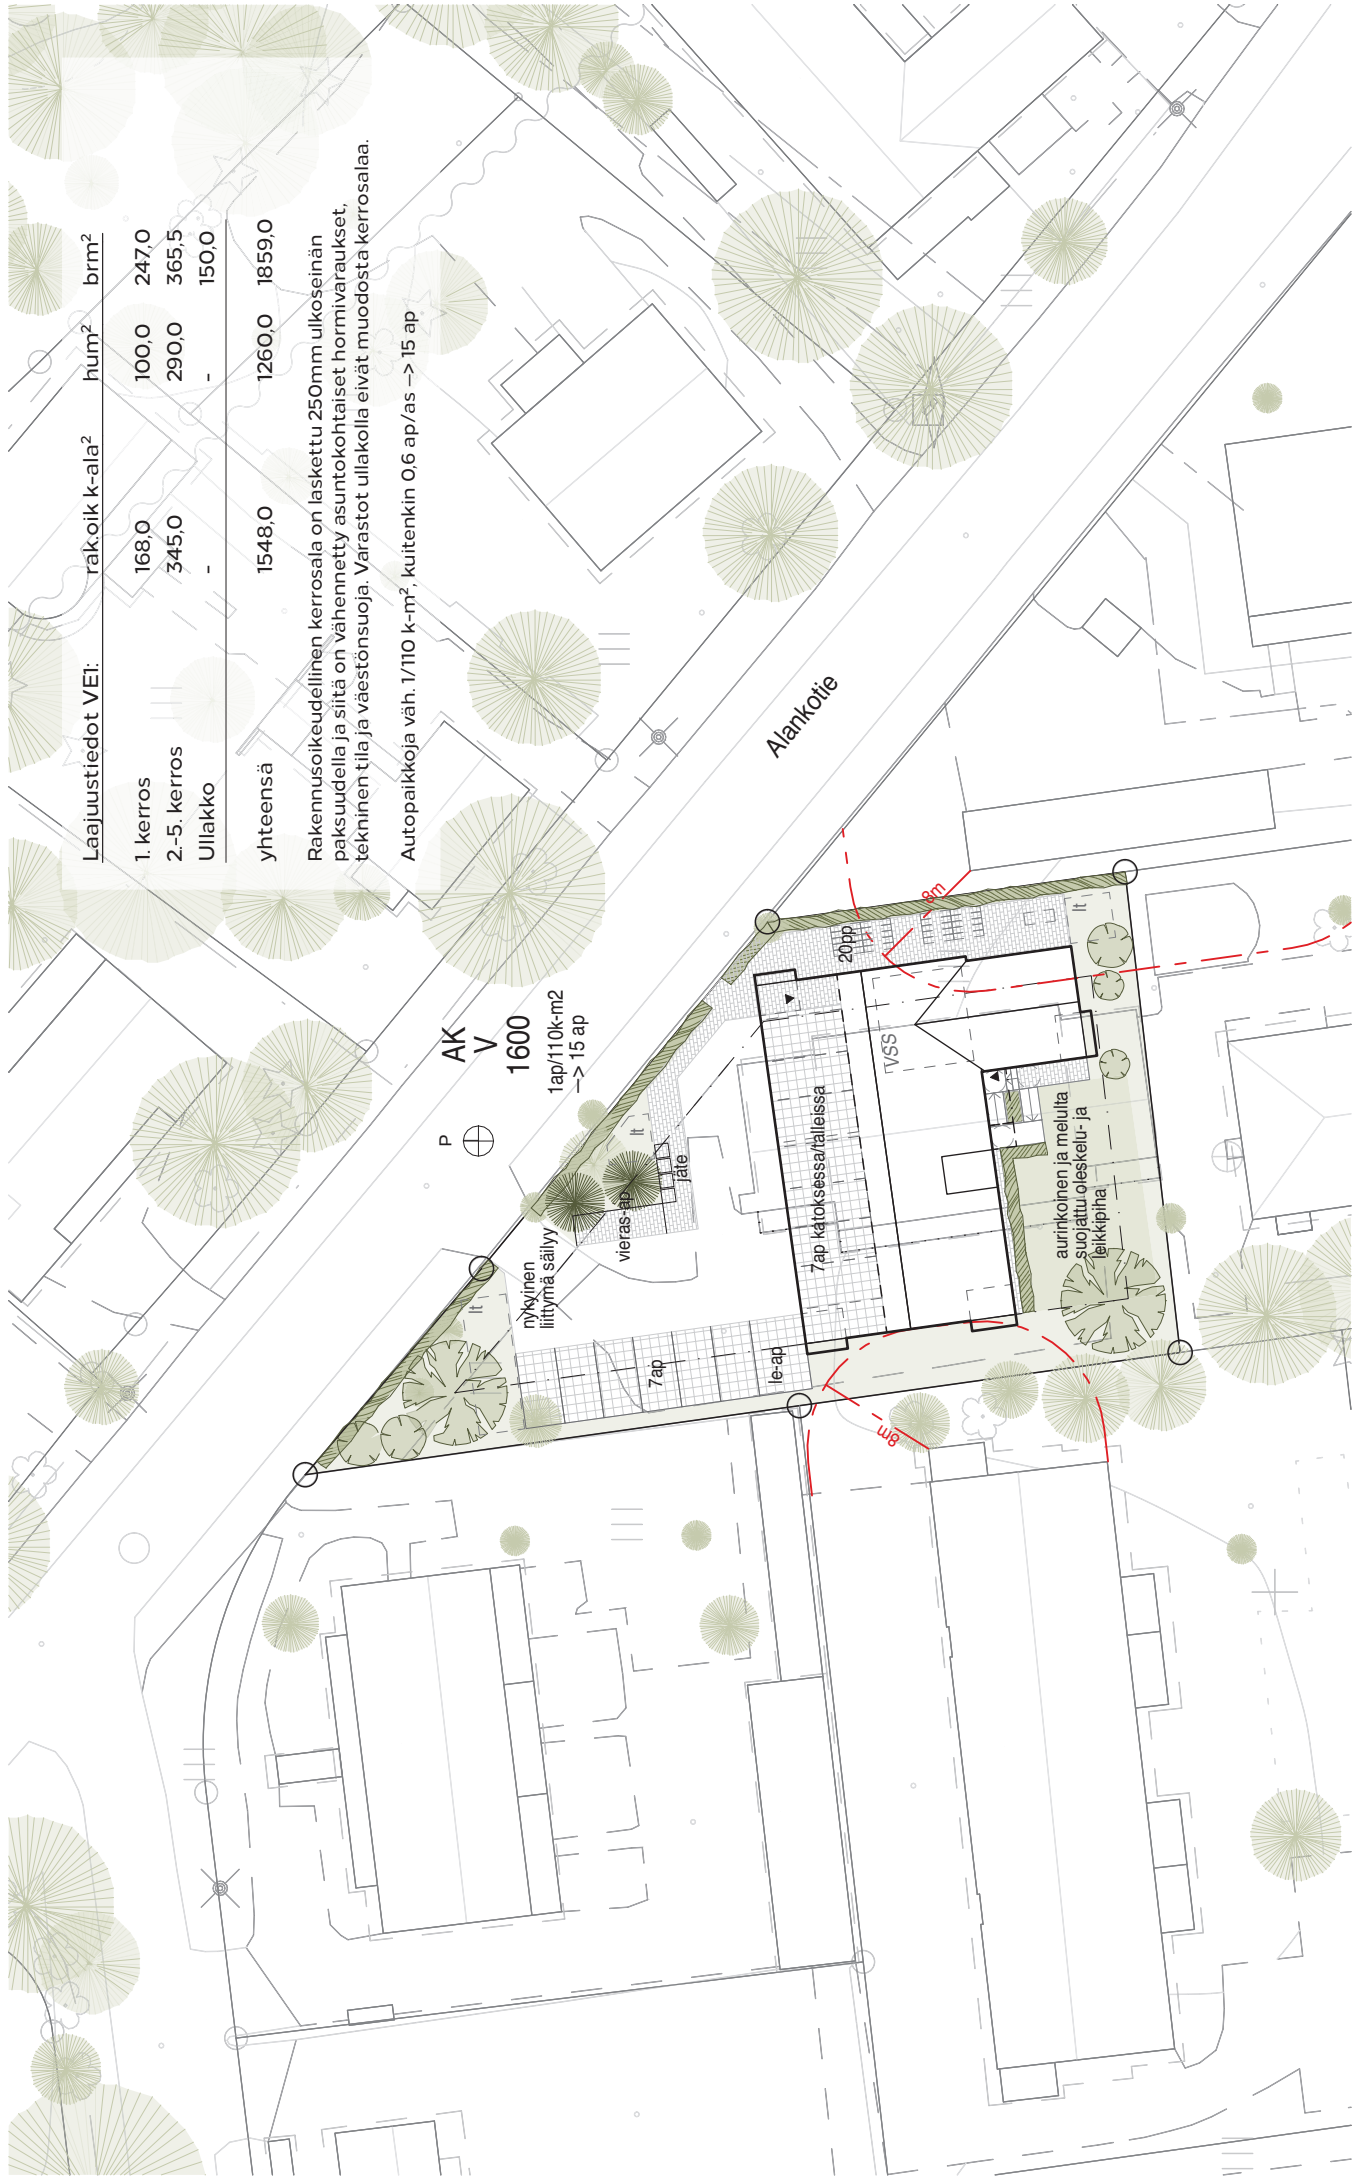 Laajuustiedot VE1: rak.oik k-ala² hum² brm²
1. kerros 168,0 100,0 247,0
2.-5. kerros 345,0 290,0 365,5
Ullakko - - 150,0
yhteensä 1548,0 1260,0 1859,0
Rakennusoikeudellinen kerrosala on laskettu 250mm ulkoseinän
paksuudella ja siitä on vähennetty asuntokohtaiset hormivaraukset,
tekninen tila ja väestönsuoja. Varastot ullakolla eivät muodosta kerrosalaa.
Autopaikkoja väh. 1/110 k-m², kuitenkin 0,6 ap/as —> 15 ap
P
AK
V
1600
1ap/110k-m2
—> 15 ap
Alankotie
nykyinen
liittymä säilyy
lt
vieras-ap
lt
jäte
7ap
le-ap
7ap katoksessa/talleissa
20pp
8m
VSS
lt
8m
aurinkoinen ja melulta
suojattu oleskelu- ja
leikkipiha